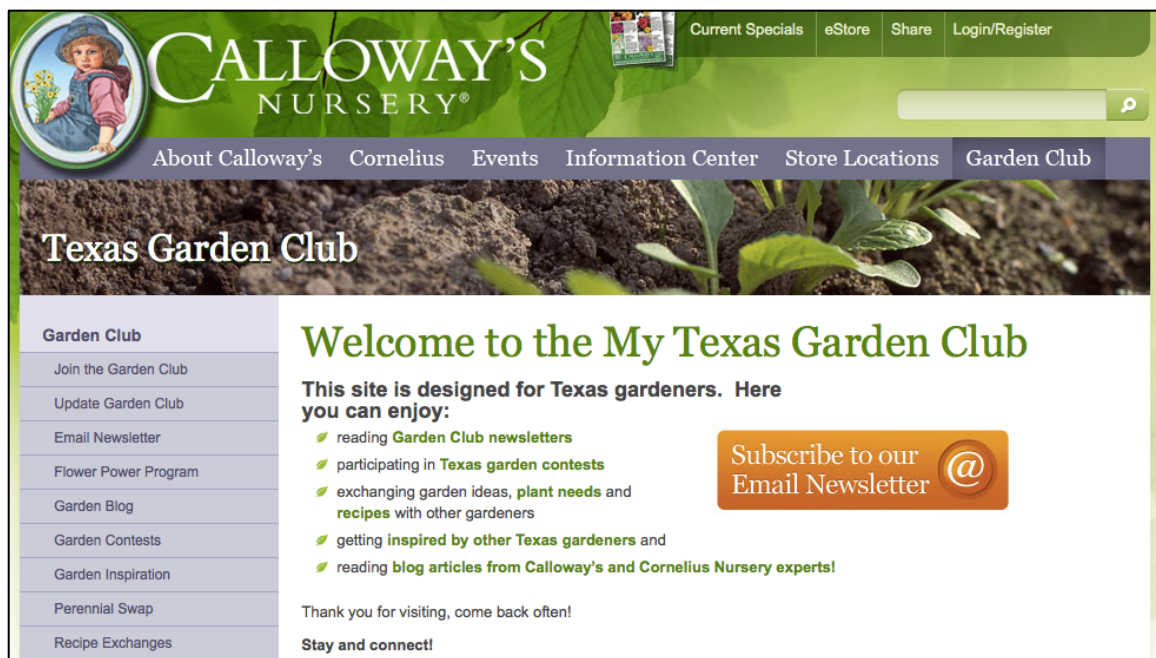 Current Specials eStore Share Login/Register
CALLOWAY'S
NURSERY®
About Calloway's Cornelius Events Information Center Store Locations Garden Club
Texas Garden Club
Garden Club
Join the Garden Club
Update Garden Club
Email Newsletter
Flower Power Program
Garden Blog
Garden Contests
Garden Inspiration
Perennial Swap
Recipe Exchanges
Welcome to the My Texas Garden Club
This site is designed for Texas gardeners. Here
you can enjoy:
reading Garden Club newsletters
participating in Texas garden contests
exchanging garden ideas, plant needs and
recipes with other gardeners
getting inspired by other Texas gardeners and
reading blog articles from Calloway's and Cornelius Nursery experts!
Subscribe to our
Email Newsletter
@
Thank you for visiting, come back often!
Stay and connect!